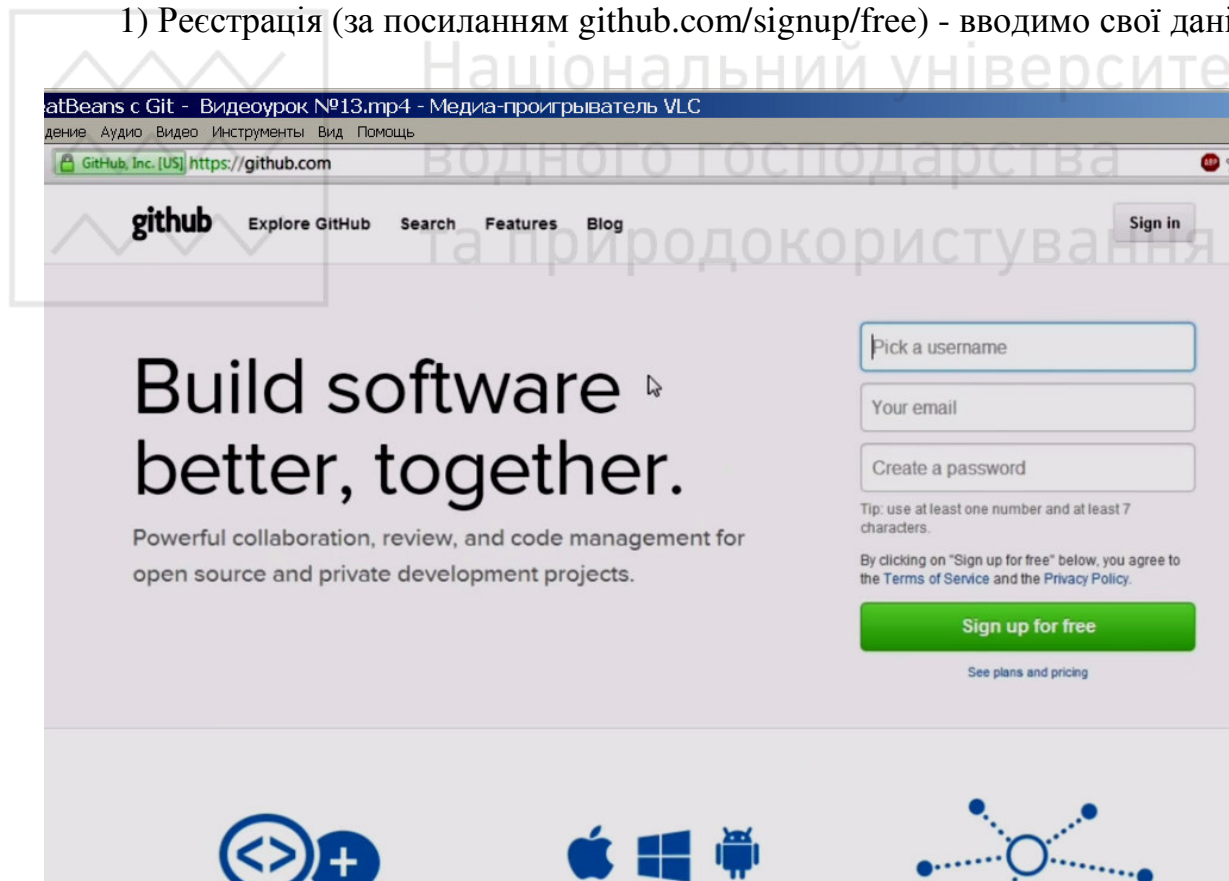 1) Реєстрація (за посиланням github.com/signup/free) - вводимо свої дані
Національний університе
eatBeans с Git - Видеоурок №13.mp4 - Медиа-проигрыватель VLC
дение Аудио Видео Инструменты Вид Помощь
водного господарства
GitHub, Inc. [US] https://github.com
ABP
github Explore GitHub Search Features Blog Sign in
та природокористування
Pick a username
Build software
better, together.
Your email
Create a password
Tip: use at least one number and at least 7
characters.
Powerful collaboration, review, and code management for
open source and private development projects.
By clicking on "Sign up for free" below, you agree to
the Terms of Service and the Privacy Policy.
Sign up for free
See plans and pricing